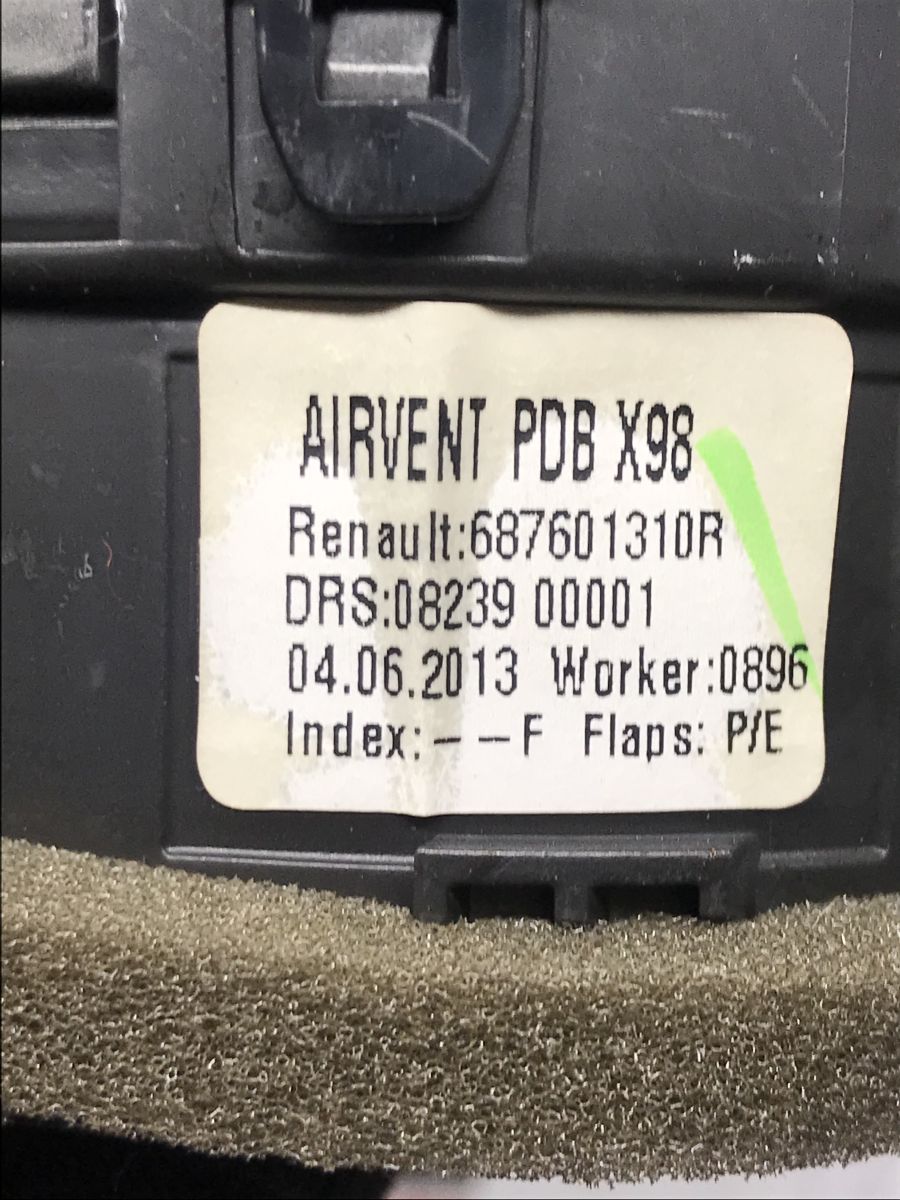 AIRVENT PDB X98
Renault:687601310R
DRS:08239 00001
04.06.2013 Worker:0896
Index:--F Flaps: P/E